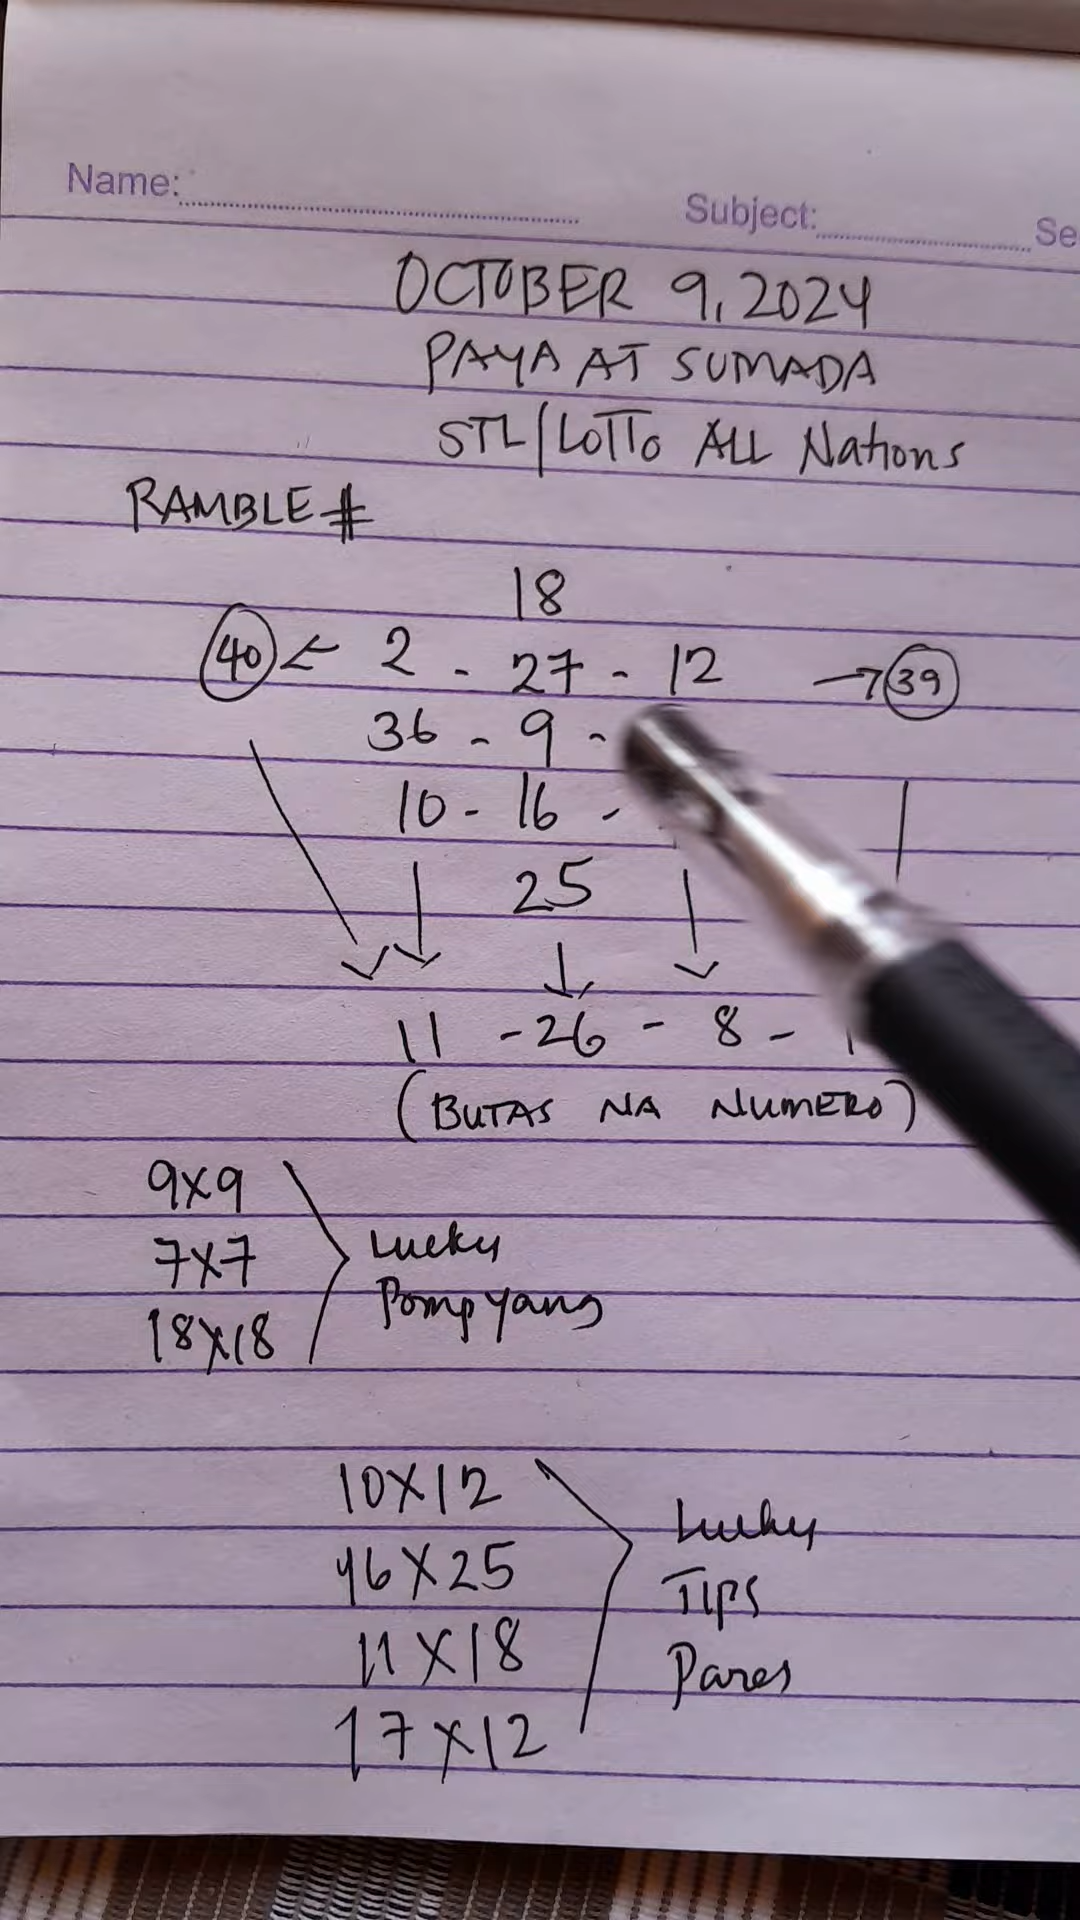 Name: Subject: Se
OCTOBER 9, 2024
PAYA AT SUMADA
STL/LOTTO ALL Nations
RAMBLE #
18
40 ← 2 - 27 - 12 → 39
36 - 9 -
10 - 16 -
25
11 - 26 - 8 -
(BUTAS NA NUMERO)
9X9
7X7
18X18
Lucky
Pompyang
10X12
16X25
11X18
17X12
Lucky
TIPS
Pares